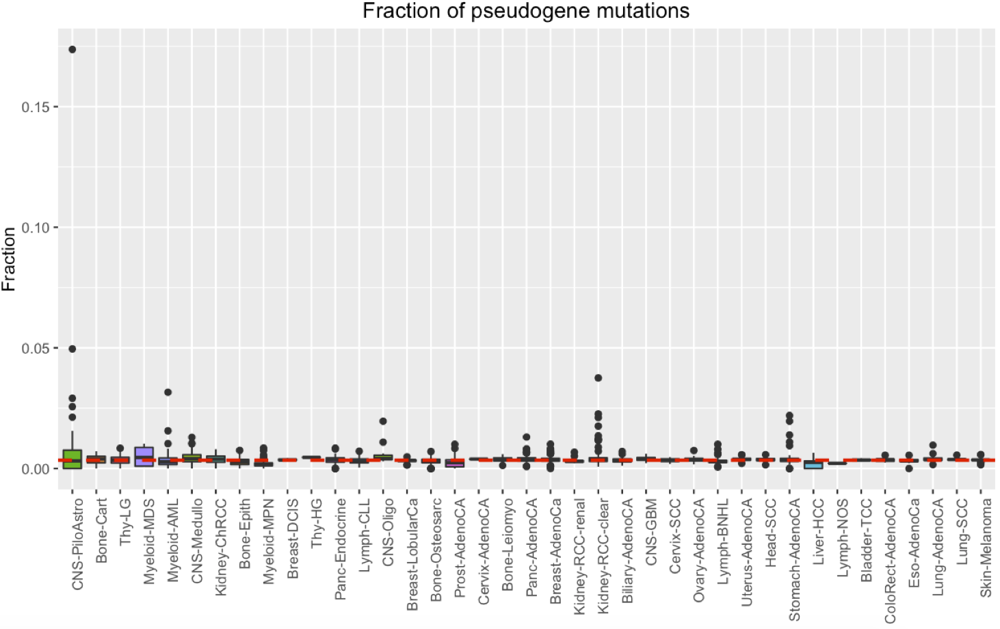 Fraction of pseudogene mutations
Fraction
0.15
0.10
0.05
0.00
CNS-PiloAstro
Bone-Cart
Thy-LG
Myeloid-MDS
Myeloid-AML
CNS-Medullo
Kidney-ChRCC
Bone-Epith
Myeloid-MPN
Breast-DCIS
Thy-HG
Panc-Endocrine
Lymph-CLL
CNS-Oligo
Breast-LobularCa
Bone-Osteosarc
Prost-AdenoCA
Cervix-AdenoCA
Bone-Leiomyo
Panc-AdenoCA
Breast-AdenoCa
Kidney-RCC-renal
Kidney-RCC-clear
Biliary-AdenoCA
CNS-GBM
Cervix-SCC
Ovary-AdenoCA
Lymph-BNHL
Uterus-AdenoCA
Head-SCC
Stomach-AdenoCA
Liver-HCC
Lymph-NOS
Bladder-TCC
ColoRect-AdenoCA
Eso-AdenoCa
Lung-AdenoCA
Lung-SCC
Skin-Melanoma